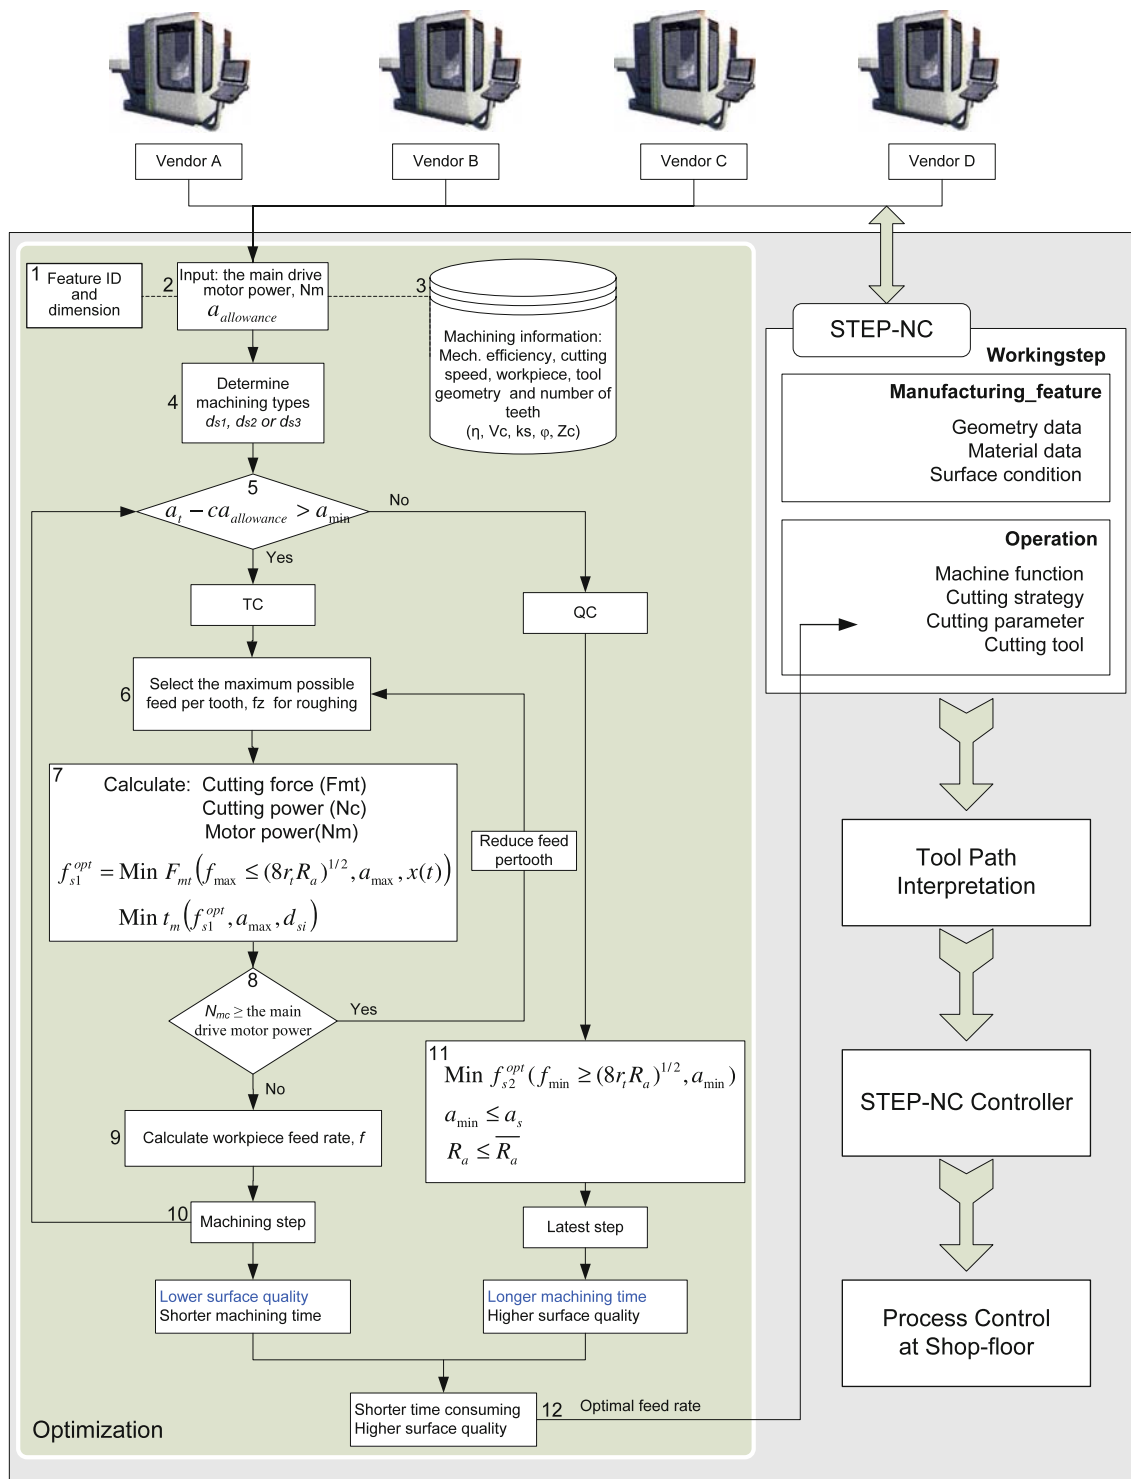 Vendor A
Vendor B
Vendor C
Vendor D
1
Feature ID
and
dimension
2
Input: the main drive
motor power, Nm
a_allowance
3
Machining information:
Mech. efficiency, cutting
speed, workpiece, tool
geometry and number of
teeth
(η, Vc, ks, φ, Zc)
4
Determine
machining types
ds1, ds2 or ds3
5
a_t − ca_allowance > a_min
No
Yes
TC
QC
6
Select the maximum possible
feed per tooth, fz for roughing
7
Calculate: Cutting force (Fmt)
Cutting power (Nc)
Motor power(Nm)
f_s1^opt = Min F_mt(f_max ≤ (8r_t R_a)^1/2, a_max, x(t))
Min t_m(f_s1^opt, a_max, d_si)
Reduce feed
pertooth
8
N_mc ≥ the main
drive motor power
Yes
No
9
Calculate workpiece feed rate, f
10
Machining step
Lower surface quality
Shorter machining time
11
Min f_s2^opt(f_min ≥ (8r_t R_a)^1/2, a_min)
a_min ≤ a_s
R_a ≤ R̅_a
Latest step
Longer machining time
Higher surface quality
Shorter time consuming
Higher surface quality
12
Optimal feed rate
Optimization
STEP-NC
Workingstep
Manufacturing_feature
Geometry data
Material data
Surface condition
Operation
Machine function
Cutting strategy
Cutting parameter
Cutting tool
Tool Path
Interpretation
STEP-NC Controller
Process Control
at Shop-floor